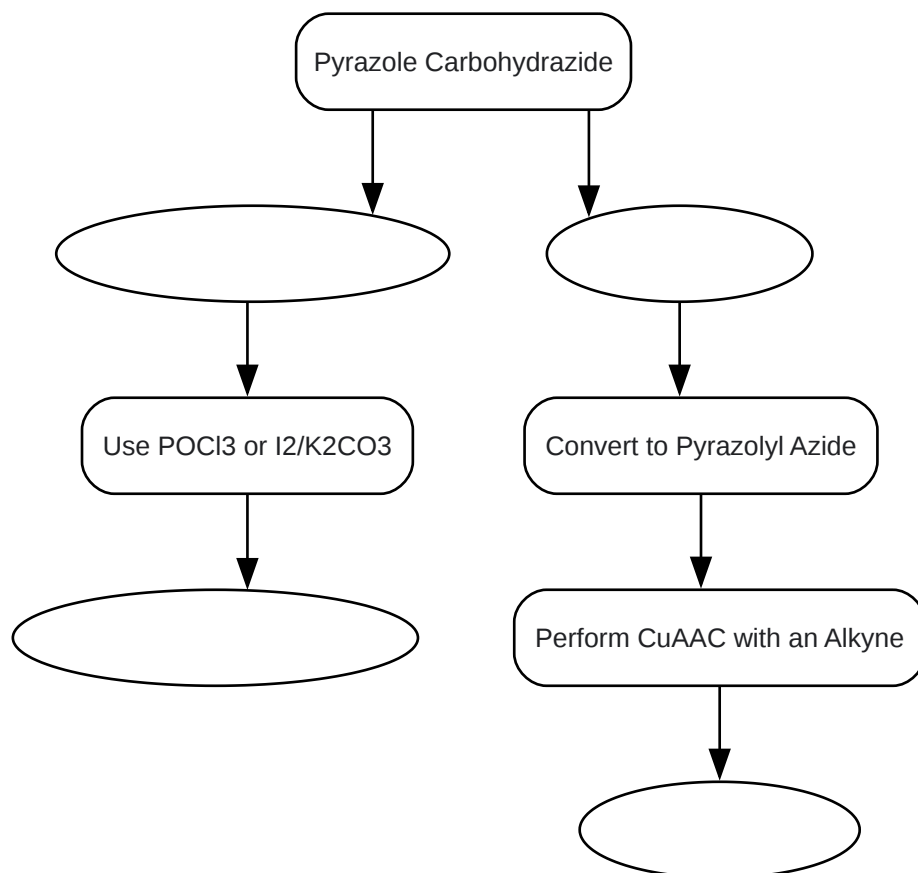 Pyrazole Carbohydrazide
Use POCl3 or I2/K2CO3
Convert to Pyrazolyl Azide
Perform CuAAC with an Alkyne